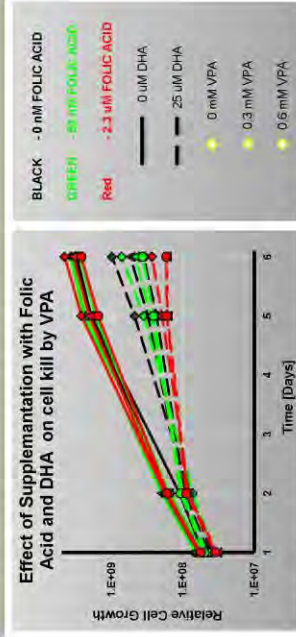 Effect of Supplemantation with Folic
Acid and DHA on cell kill by VPA
Relative Cell Growth
1.E+09
1.E+08
1.E+07
1
2
3
4
5
6
Time [Days]
BLACK - 0 nM FOLIC ACID
GREEN - FOLIC ACID
Red - 2.3 uM FOLIC ACID
0 uM DHA
25 uM DHA
0 mM VPA
0.3 mM VPA
0.6 mM VPA